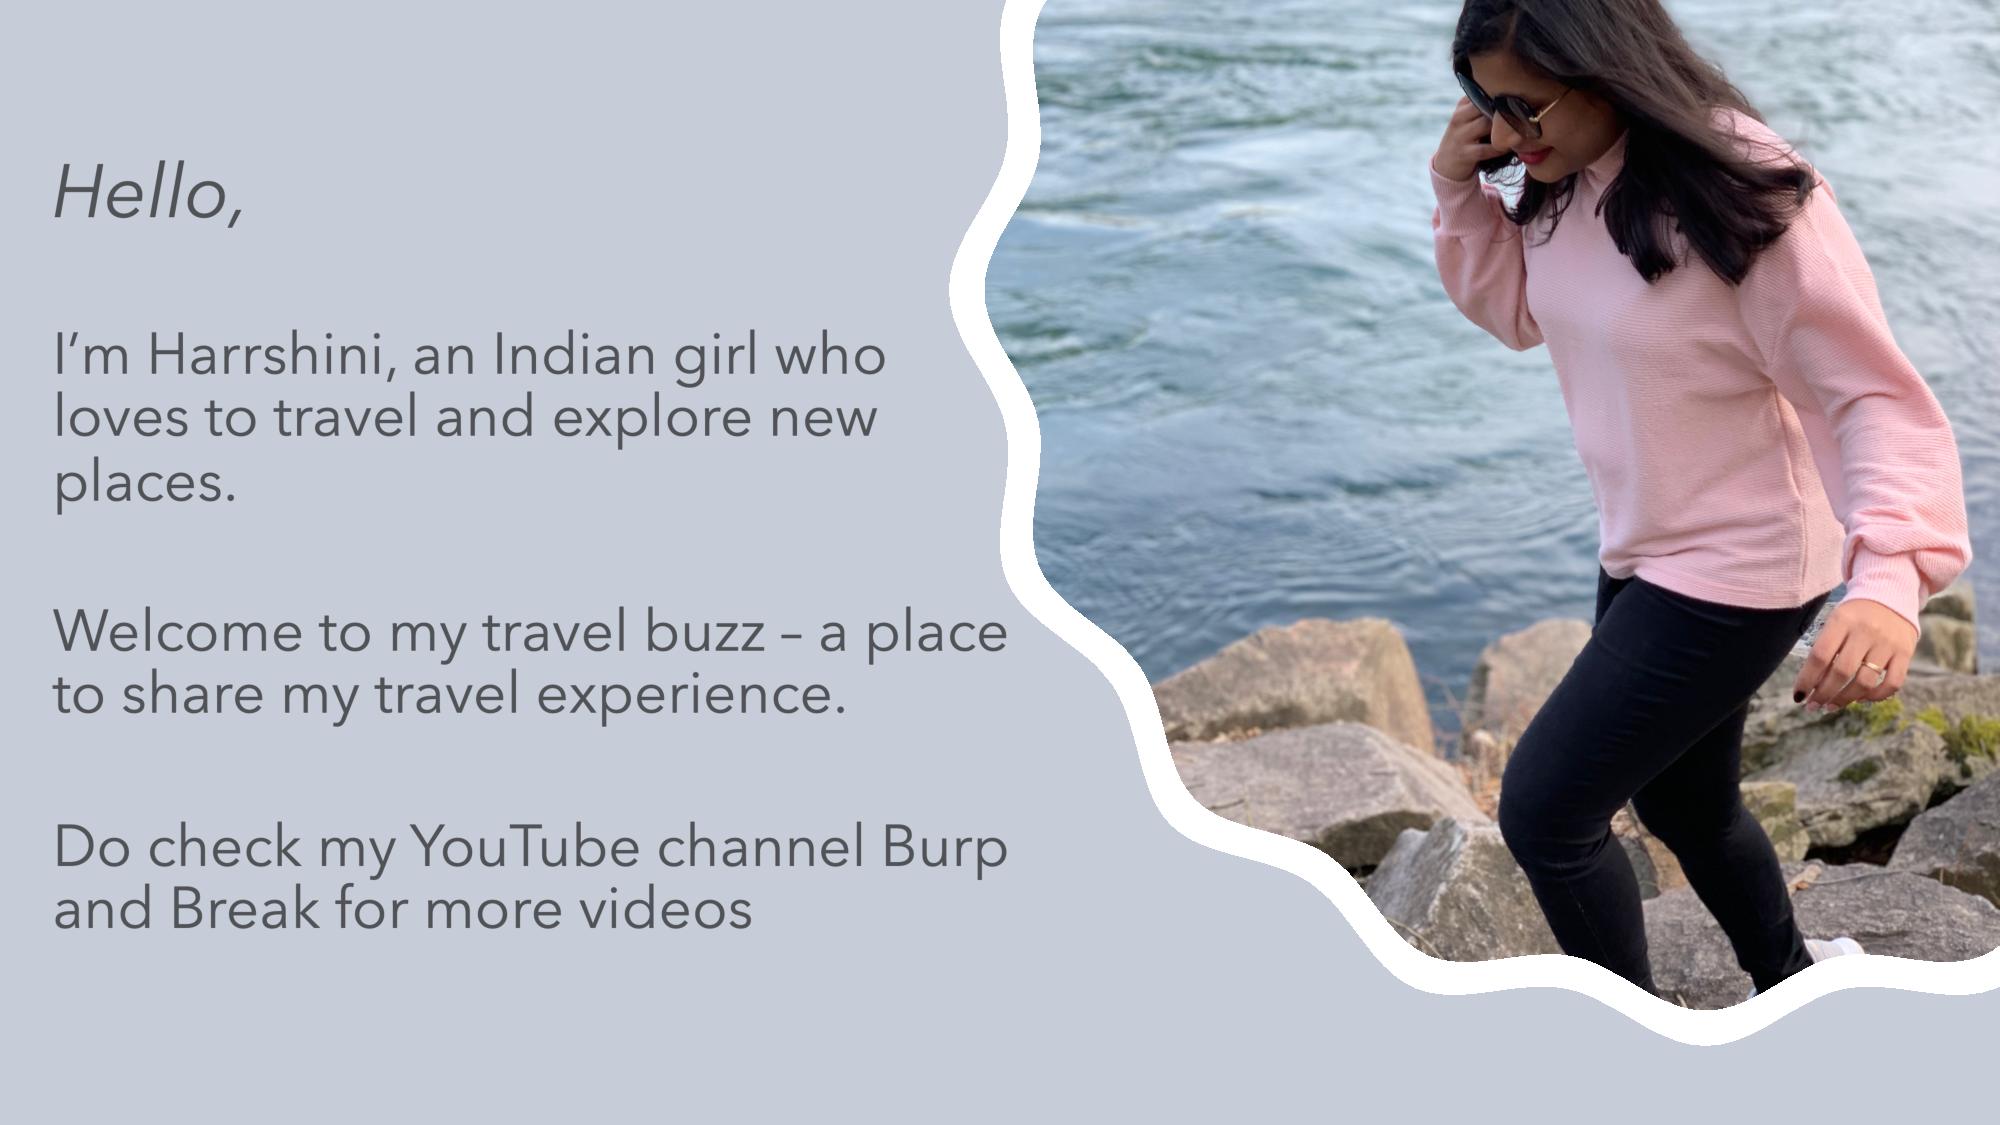 Hello,
I’m Harrshini, an Indian girl who
loves to travel and explore new
places.
Welcome to my travel buzz – a place
to share my travel experience.
Do check my YouTube channel Burp
and Break for more videos